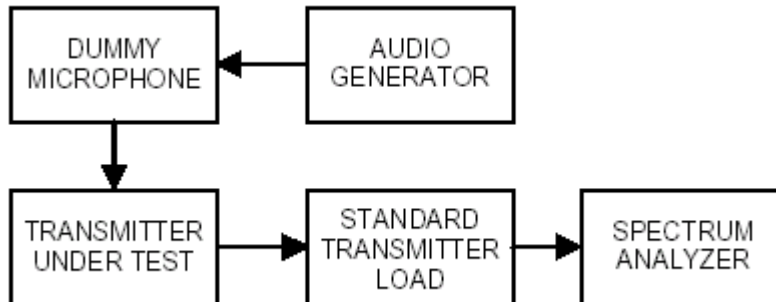 DUMMY
MICROPHONE
AUDIO
GENERATOR
TRANSMITTER
UNDER TEST
STANDARD
TRANSMITTER
LOAD
SPECTRUM
ANALYZER